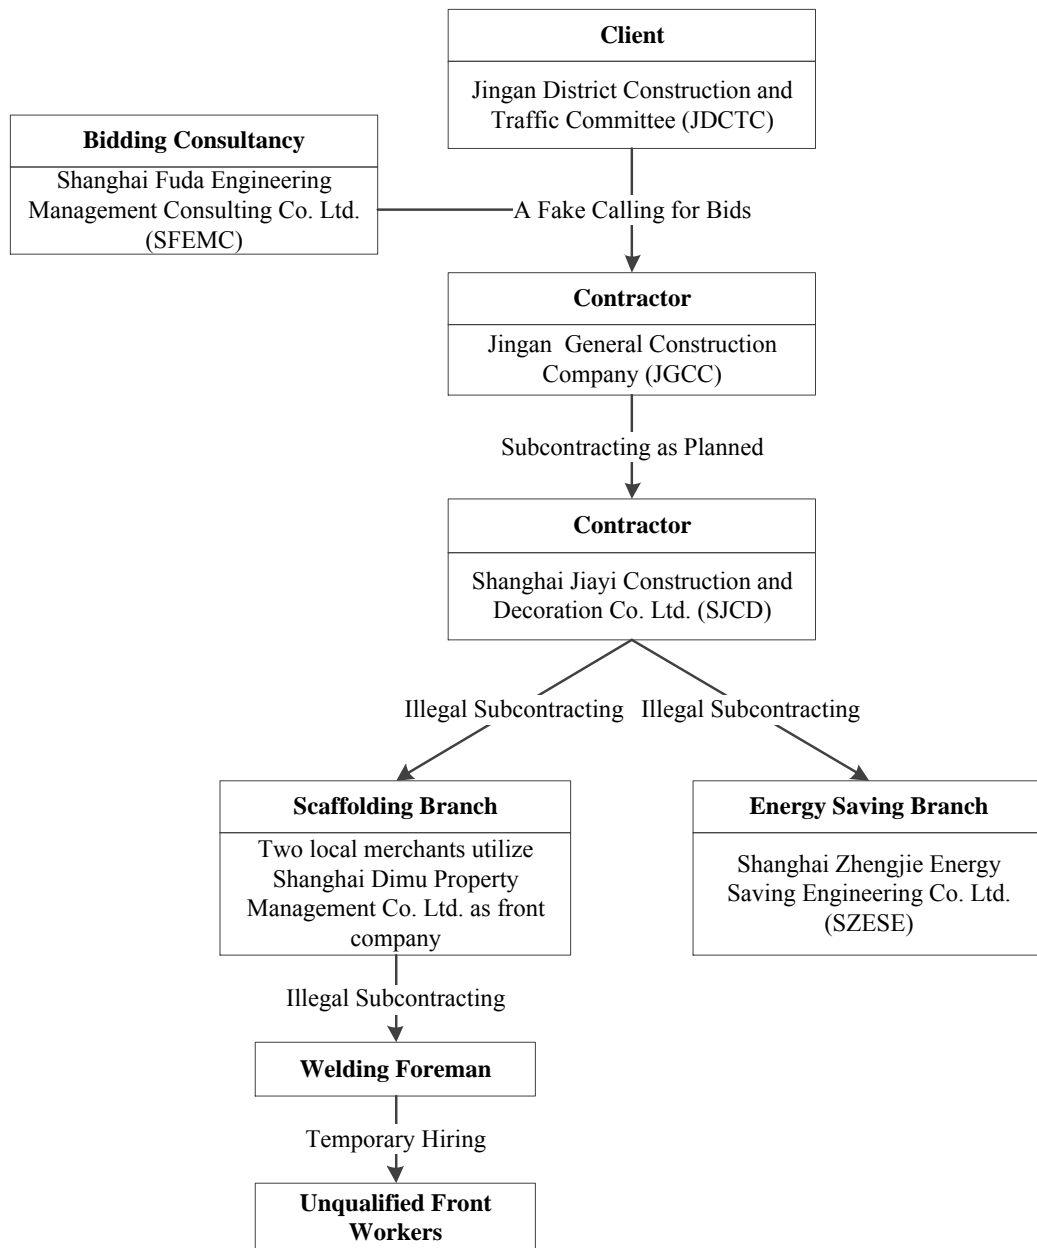 Client
Jingan District Construction and
Traffic Committee (JDCTC)
Bidding Consultancy
Shanghai Fuda Engineering
Management Consulting Co. Ltd.
(SFEMC)
A Fake Calling for Bids
Contractor
Jingan  General Construction
Company (JGCC)
Subcontracting as Planned
Contractor
Shanghai Jiayi Construction and
Decoration Co. Ltd. (SJCD)
Illegal Subcontracting
Illegal Subcontracting
Scaffolding Branch
Two local merchants utilize
Shanghai Dimu Property
Management Co. Ltd. as front
company
Energy Saving Branch
Shanghai Zhengjie Energy
Saving Engineering Co. Ltd.
(SZESE)
Illegal Subcontracting
Welding Foreman
Temporary Hiring
Unqualified Front
Workers